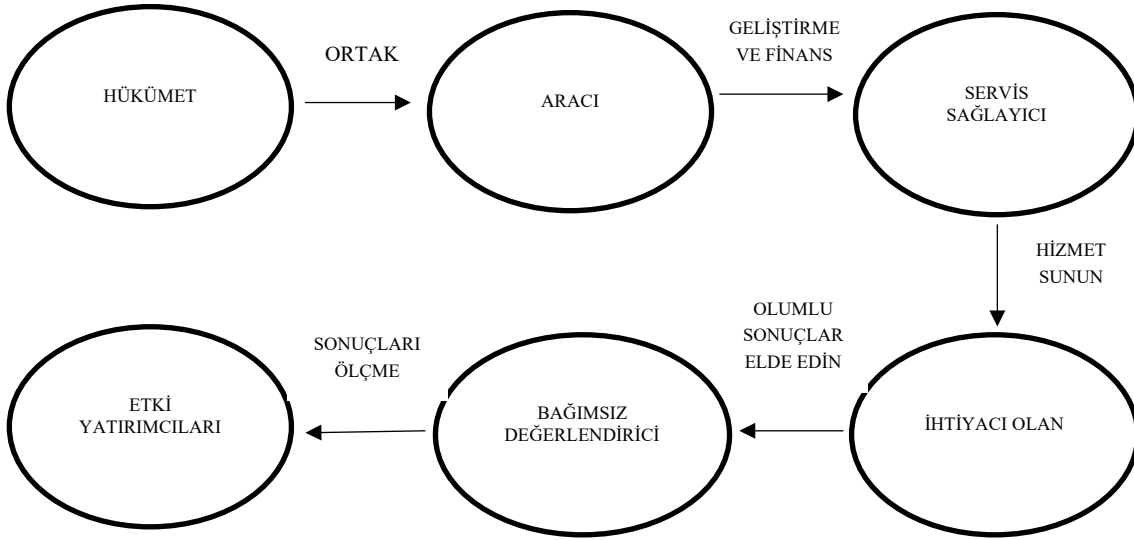 HÜKÜMET
ORTAK
ARACI
GELİŞTİRME
VE FİNANS
SERVİS
SAĞLAYICI
HİZMET
SUNUN
İHTİYACI OLAN
OLUMLU
SONUÇLAR
ELDE EDİN
BAĞIMSIZ
DEĞERLENDİRİCİ
SONUÇLARI
ÖLÇME
ETKİ
YATIRIMCILARI